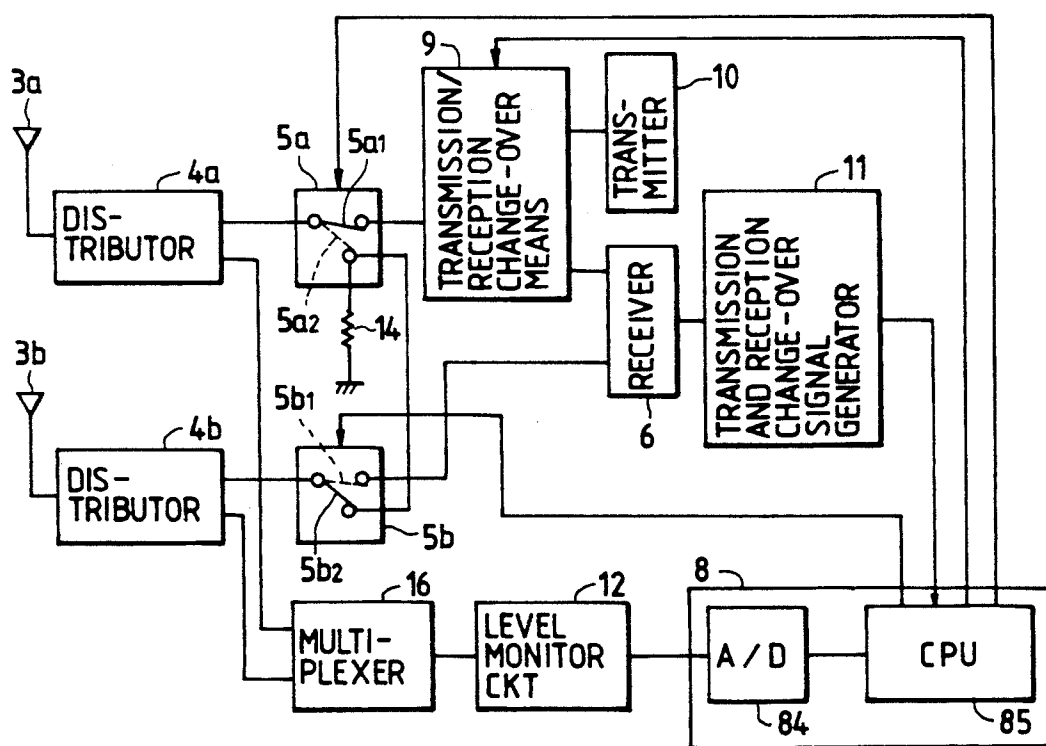 3a
4a
DIS-
TRIBUTOR
5a
5a1
5a2
14
9
TRANSMISSION/
RECEPTION
CHANGE-OVER
MEANS
10
TRANS-
MITTER
11
TRANSMISSION
AND RECEPTION
CHANGE-OVER
SIGNAL
GENERATOR
RECEIVER
6
3b
4b
DIS-
TRIBUTOR
5b1
5b2
5b
16
MULTI-
PLEXER
12
LEVEL
MONITOR
CKT
8
A/D
84
CPU
85